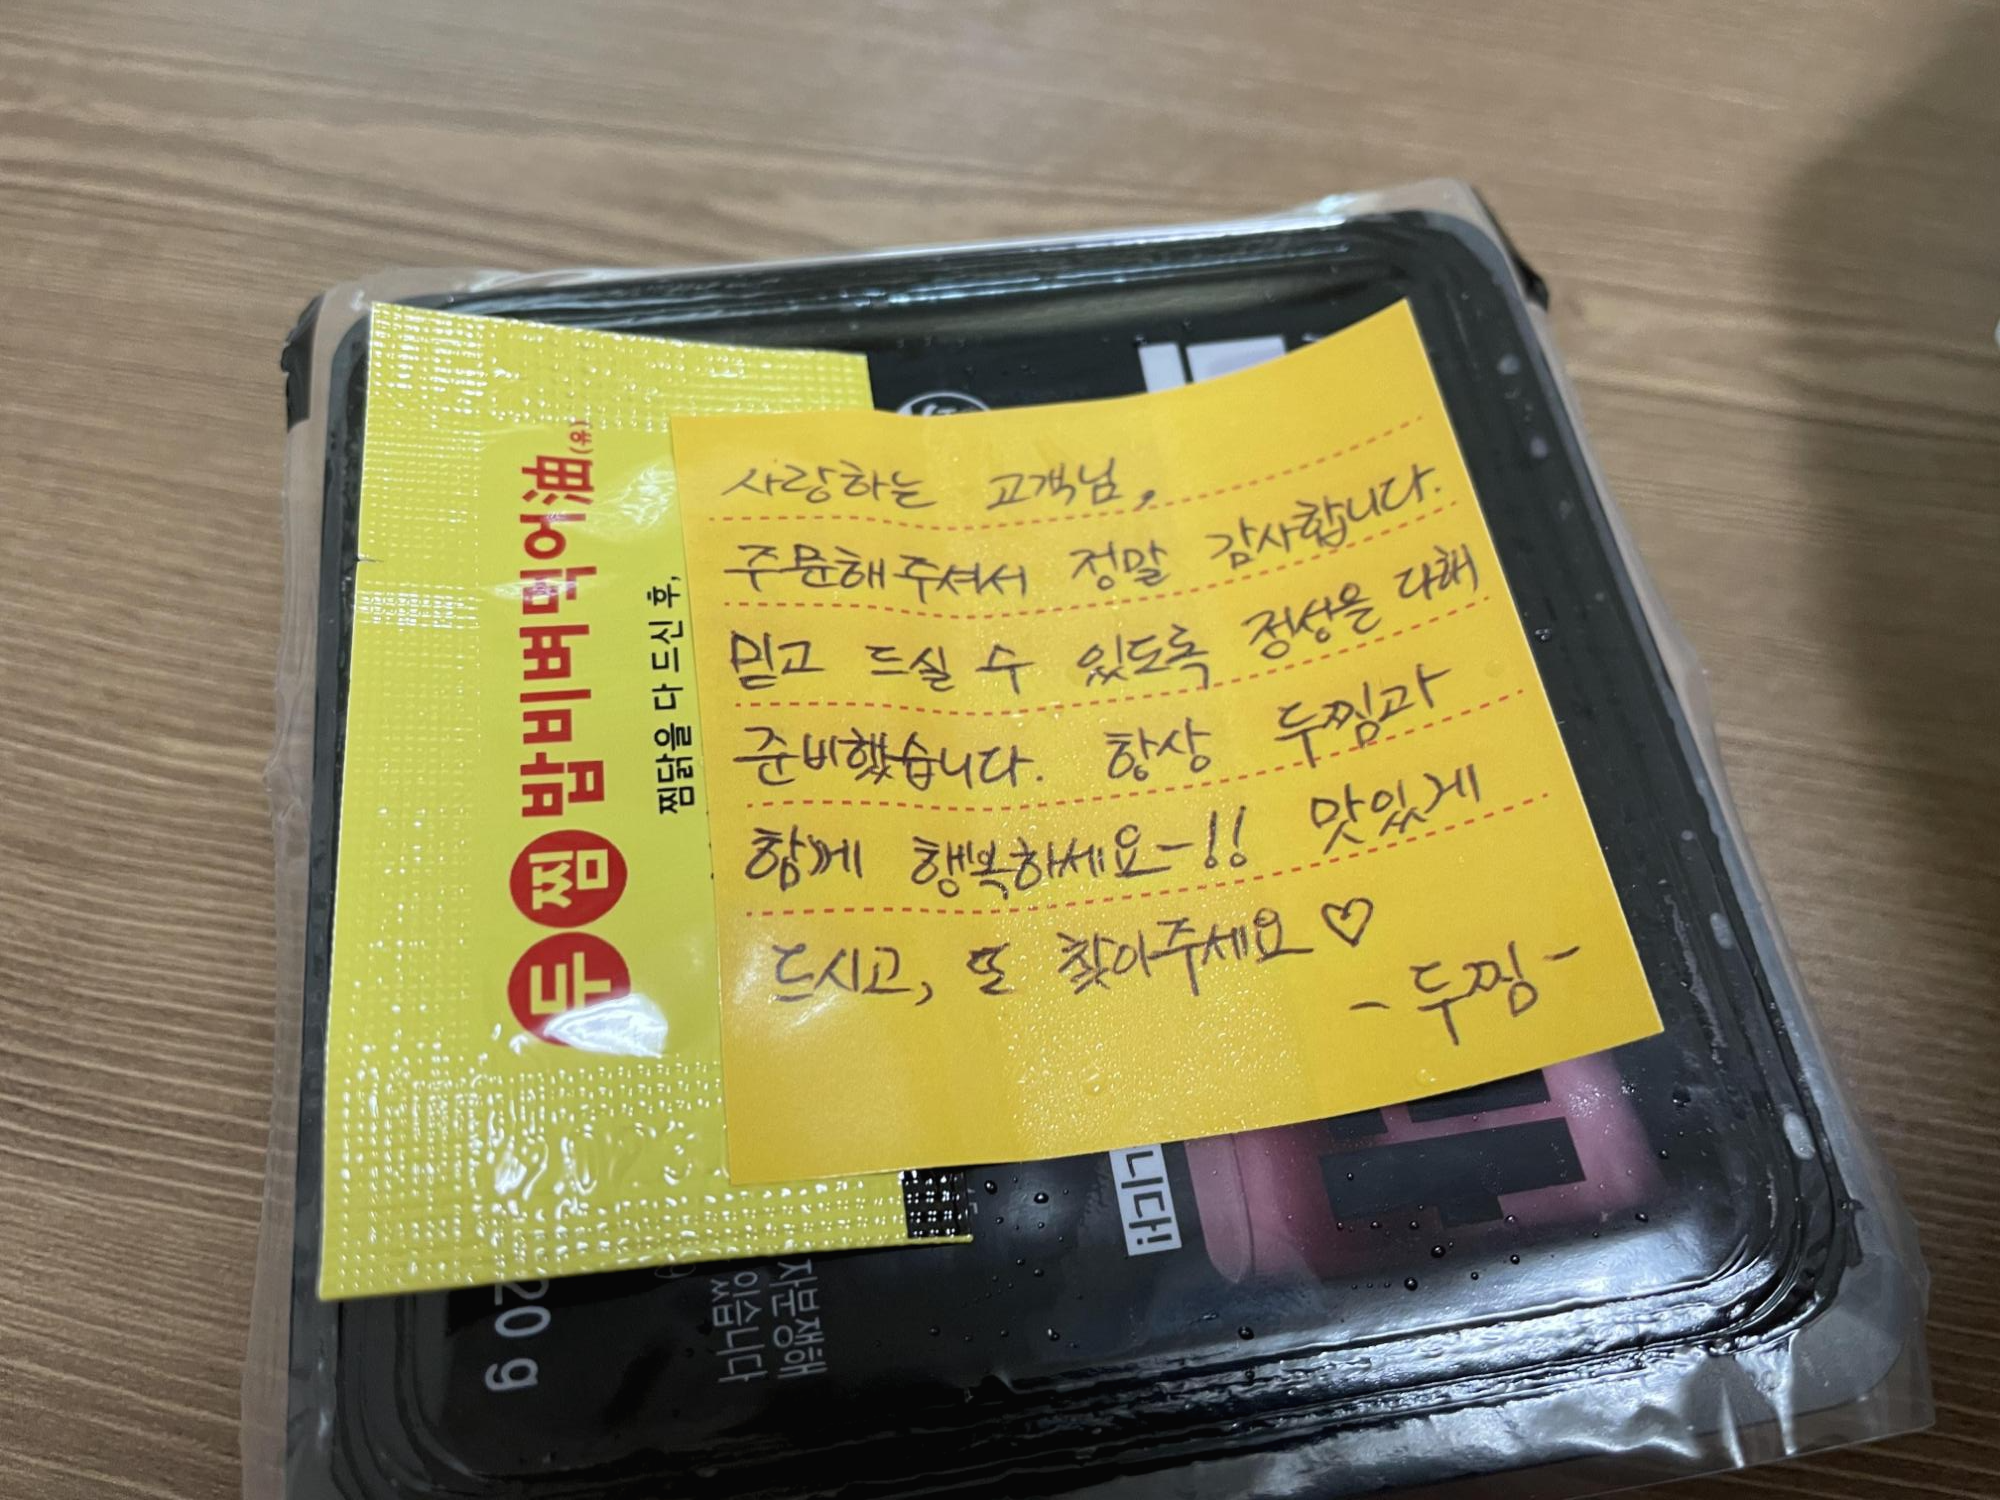 두찜 밥비벼먹어油(유)
찜닭을 다 드신 후,
사랑하는 고객님,
주문해주셔서 정말 감사합니다.
믿고 드실 수 있도록 정성을 다해
준비했습니다. 항상 두찜과
함께 행복하세요~!! 맛있게
드시고, 또 찾아주세요♡
- 두찜 -
니다!
20 g